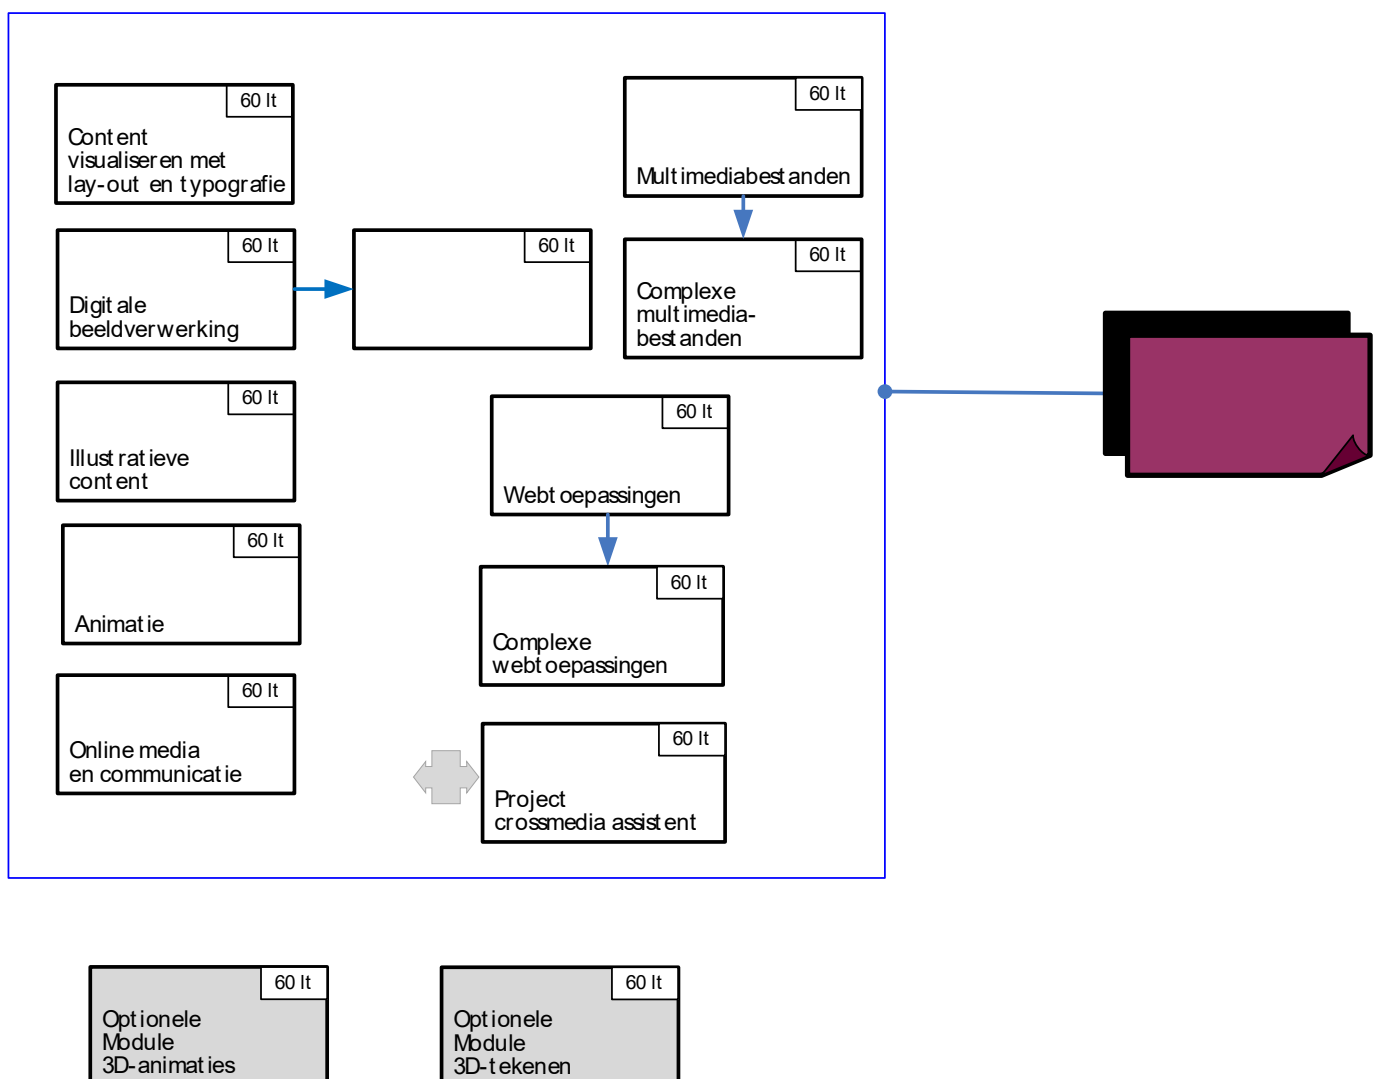 60 lt
Content
visualiseren met
lay-out en typografie
60 lt
Multimediabestanden
60 lt
Digitale
beeldverwerking
60 lt
60 lt
Complexe
multimedia-
bestanden
60 lt
Illustratieve
content
60 lt
Webtoepassingen
60 lt
Animatie
60 lt
Complexe
webtoepassingen
60 lt
Online media
en communicatie
60 lt
Project
crossmedia assistent
60 lt
Optionele
Module
3D-animaties
60 lt
Optionele
Module
3D-tekenen